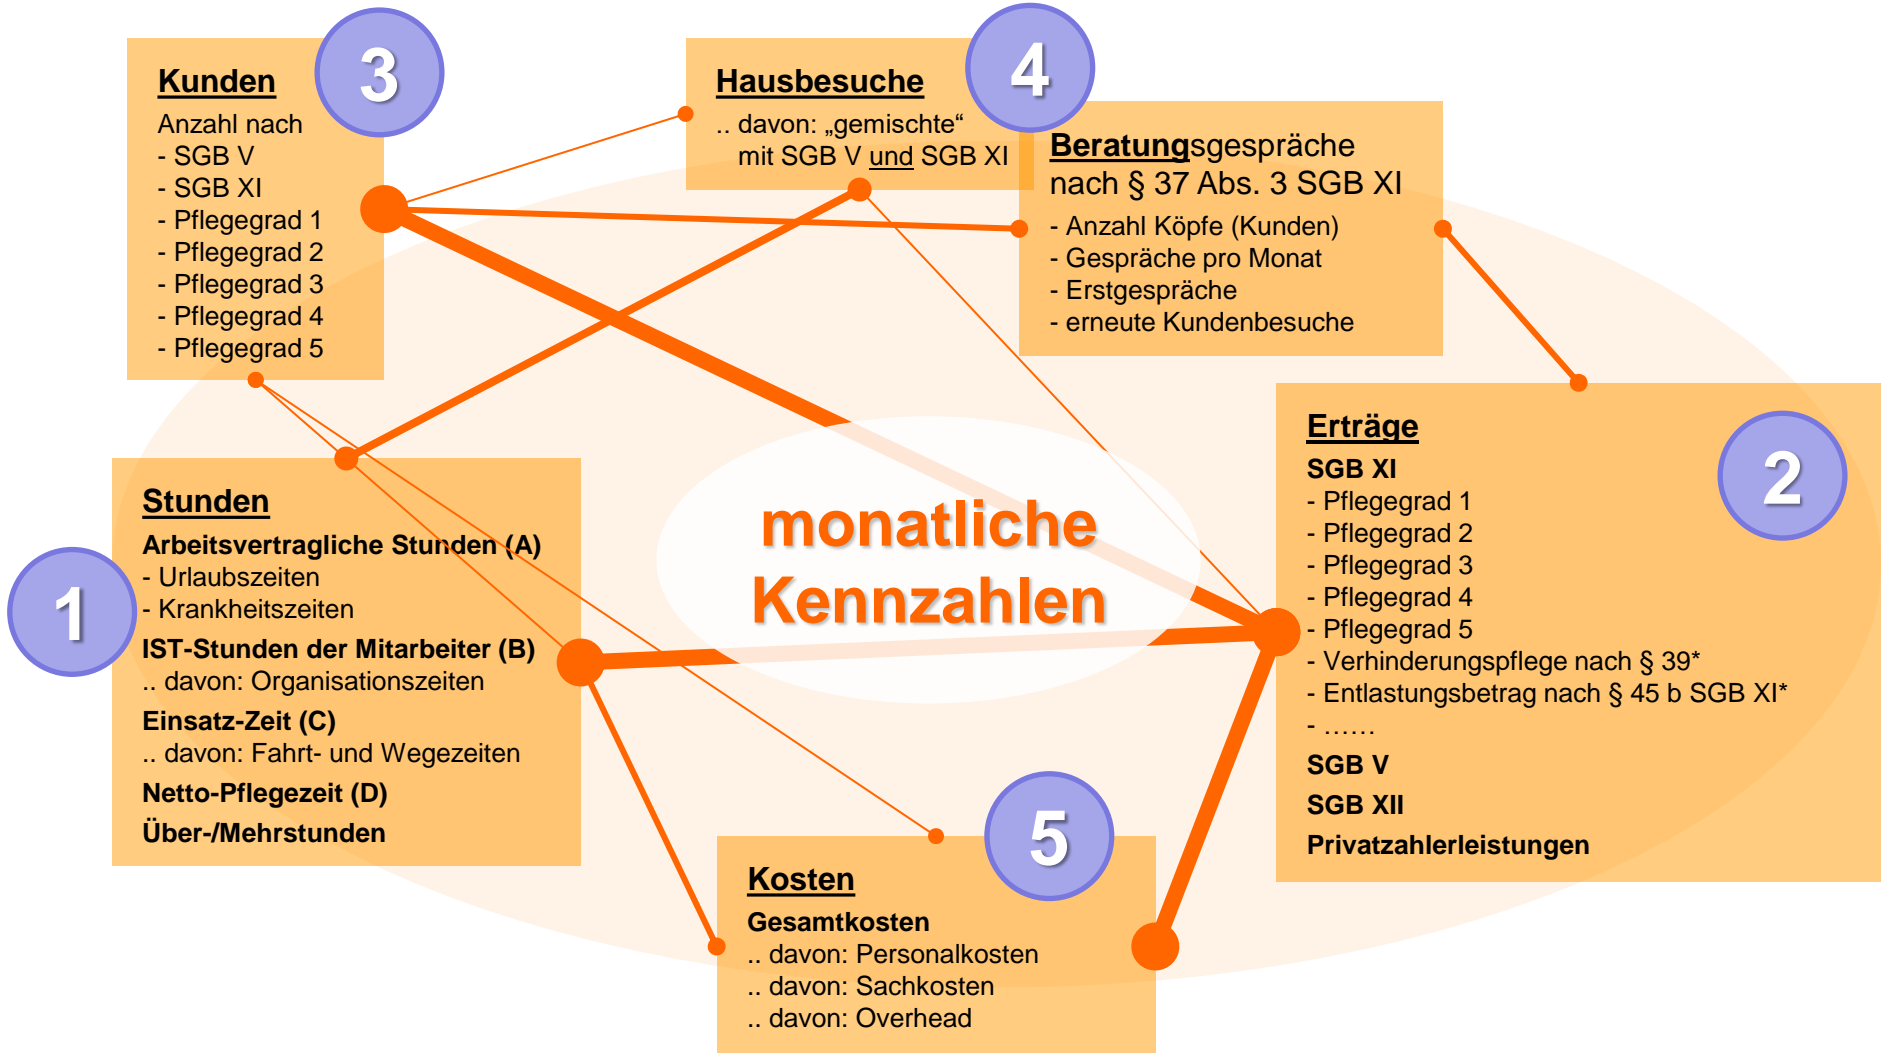 3
Kunden
Anzahl nach
- SGB V
- SGB XI
- Pflegegrad 1
- Pflegegrad 2
- Pflegegrad 3
- Pflegegrad 4
- Pflegegrad 5
4
Hausbesuche
.. davon: „gemischte“
mit SGB V und SGB XI
Beratungsgespräche
nach § 37 Abs. 3 SGB XI
- Anzahl Köpfe (Kunden)
- Gespräche pro Monat
- Erstgespräche
- erneute Kundenbesuche
1
Stunden
Arbeitsvertragliche Stunden (A)
- Urlaubszeiten
- Krankheitszeiten
IST-Stunden der Mitarbeiter (B)
.. davon: Organisationszeiten
Einsatz-Zeit (C)
.. davon: Fahrt- und Wegezeiten
Netto-Pflegezeit (D)
Über-/Mehrstunden
monatliche
Kennzahlen
2
Erträge
SGB XI
- Pflegegrad 1
- Pflegegrad 2
- Pflegegrad 3
- Pflegegrad 4
- Pflegegrad 5
- Verhinderungspflege nach § 39*
- Entlastungsbetrag nach § 45 b SGB XI*
- ……
SGB V
SGB XII
Privatzahlerleistungen
5
Kosten
Gesamtkosten
.. davon: Personalkosten
.. davon: Sachkosten
.. davon: Overhead